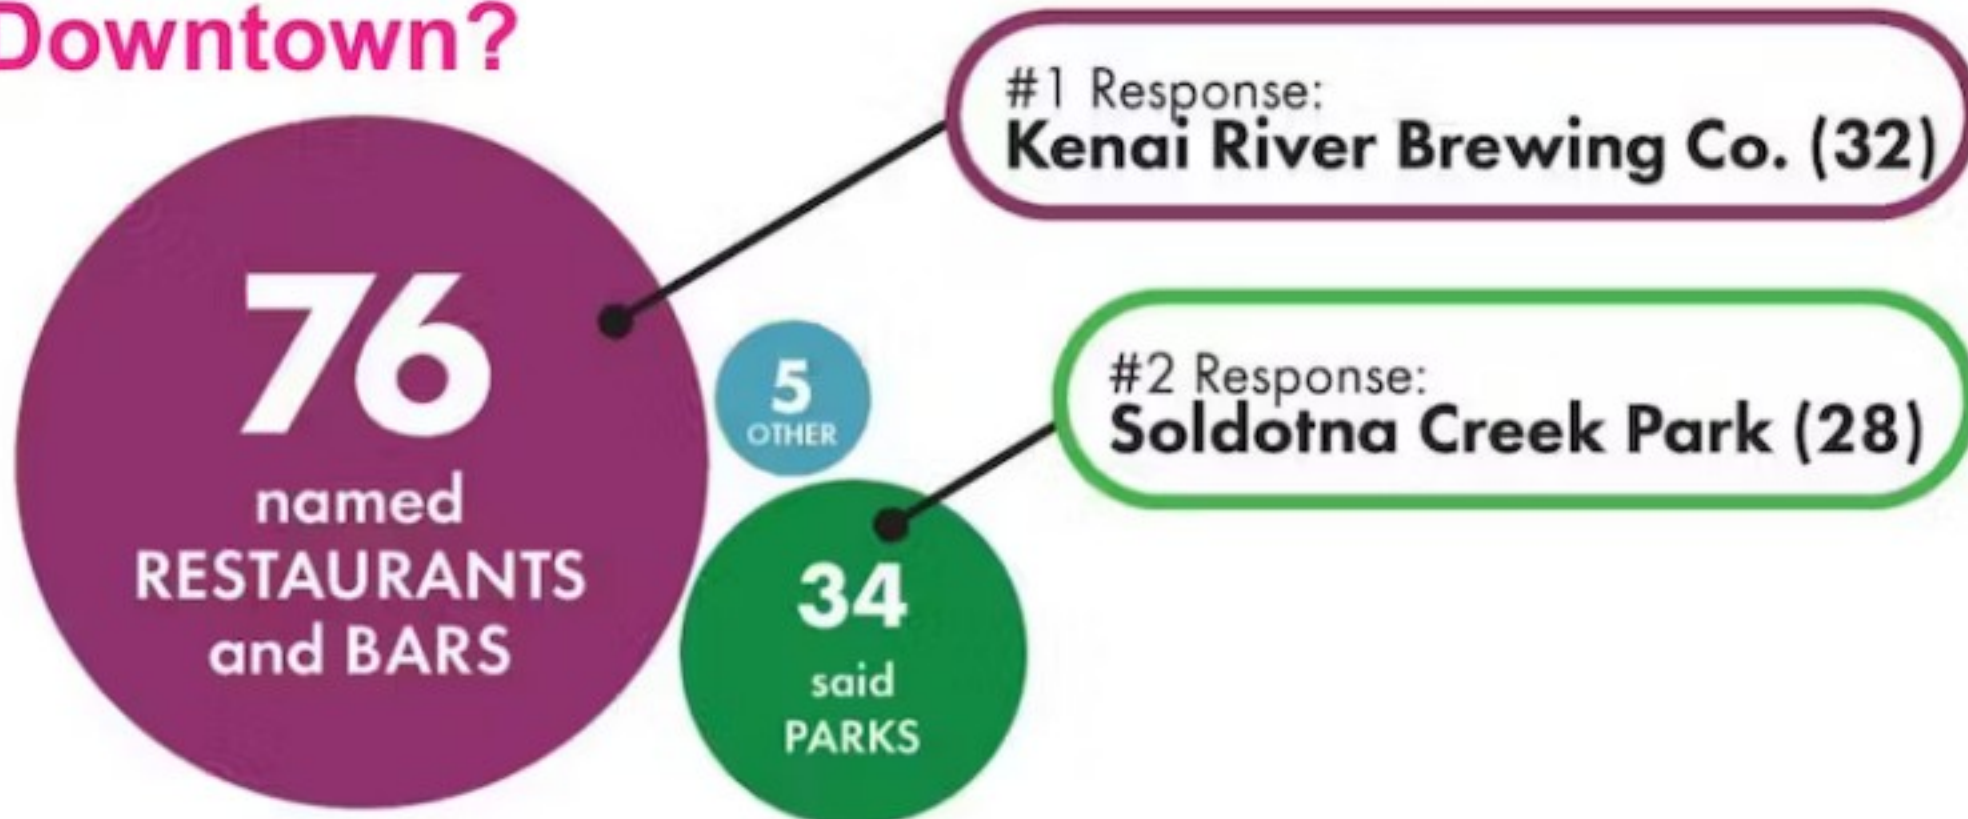 Downtown?
#1 Response:
Kenai River Brewing Co. (32)
76
named
RESTAURANTS
and BARS
5
OTHER
#2 Response:
Soldotna Creek Park (28)
34
said
PARKS